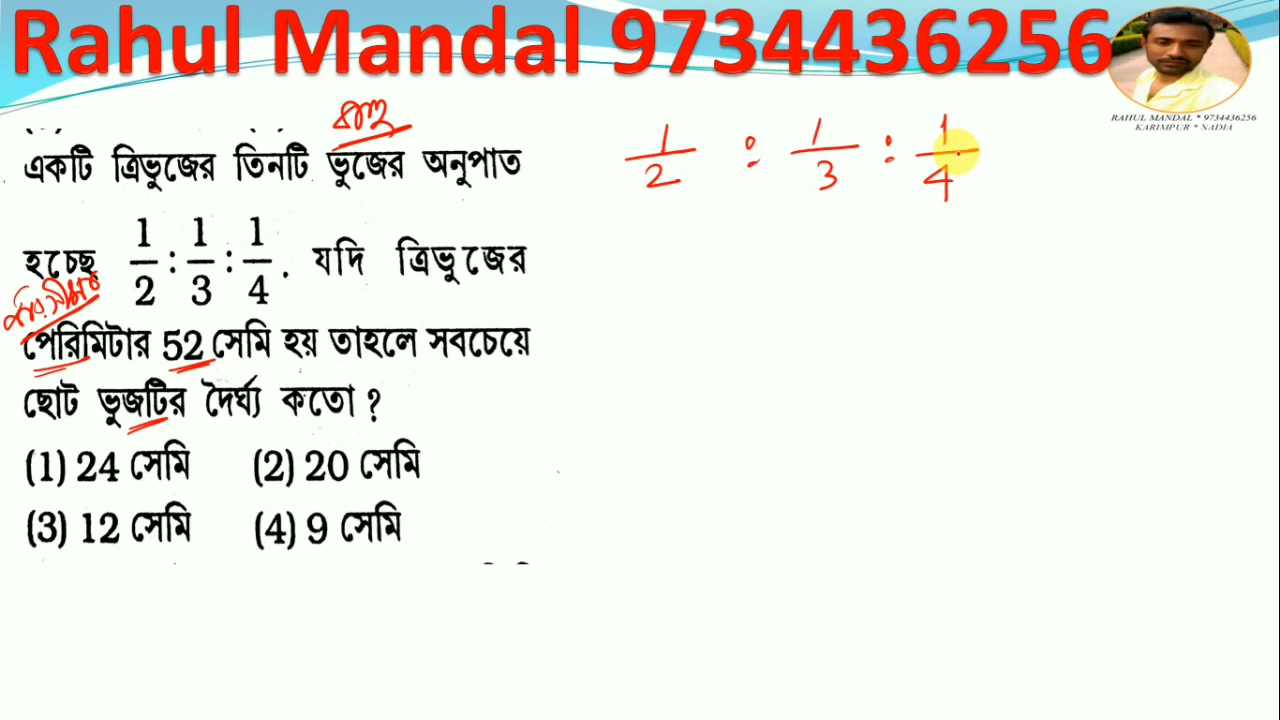 Rahul Mandal 9734436256
RAHUL MANDAL * 9734436256
KARIMPUR * NADIA
বাহু
একটি ত্রিভুজের তিনটি ভুজের অনুপাত
হচেছ 1/2 : 1/3 : 1/4 . যদি ত্রিভুজের
পরিসীমা
পেরিমিটার 52 সেমি হয় তাহলে সবচেয়ে
ছোট ভুজটির দৈর্ঘ্য কতো ?
(1) 24 সেমি (2) 20 সেমি
(3) 12 সেমি (4) 9 সেমি
1/2 : 1/3 : 1/4